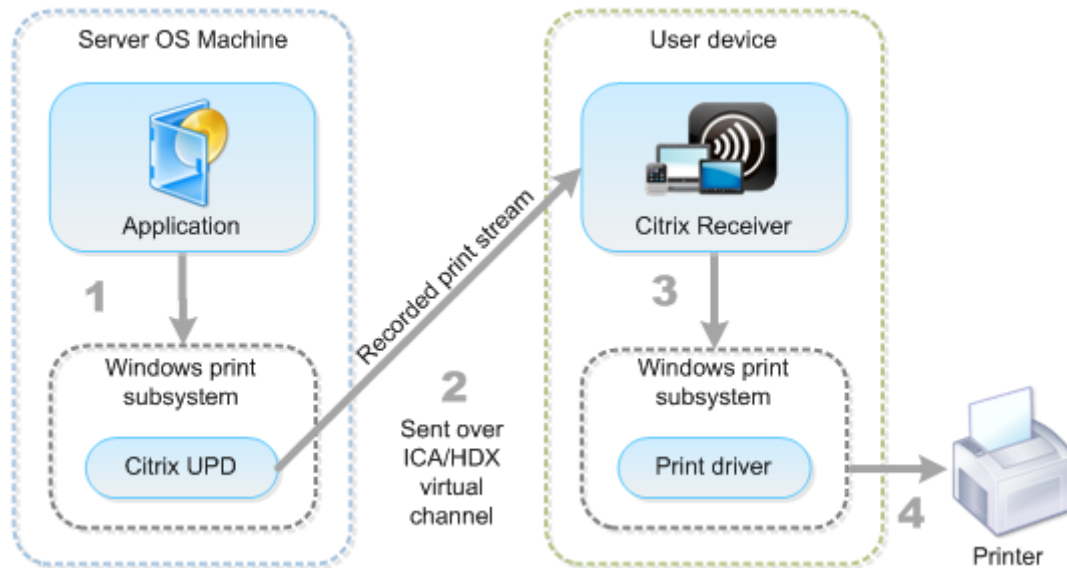 Server OS Machine
Application
1
Windows print
subsystem
Citrix UPD
Recorded print stream
2
Sent over
ICA/HDX
virtual
channel
User device
Citrix Receiver
3
Windows print
subsystem
Print driver
4
Printer